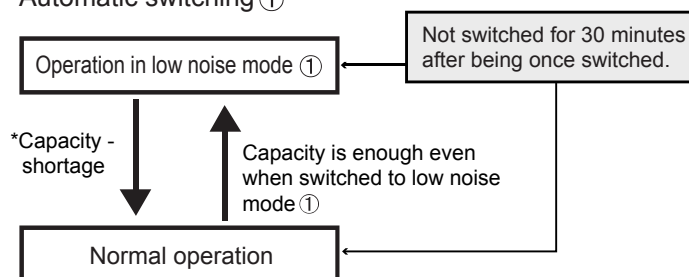 Automatic switching ①
Not switched for 30 minutes
after being once switched.
Operation in low noise mode ①
*Capacity -
shortage
Capacity is enough even
when switched to low noise
mode ①
Normal operation